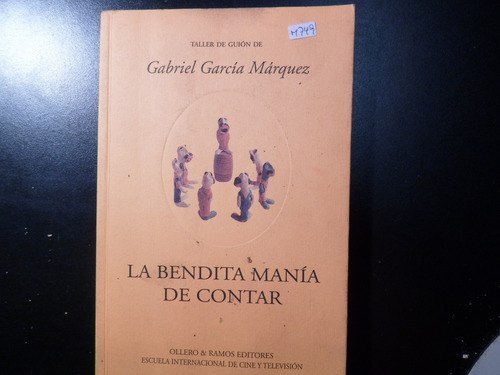 M749
TALLER DE GUIÓN DE
Gabriel García Márquez
LA BENDITA MANÍA
DE CONTAR
OLLERO & RAMOS EDITORES
ESCUELA INTERNACIONAL DE CINE Y TELEVISIÓN